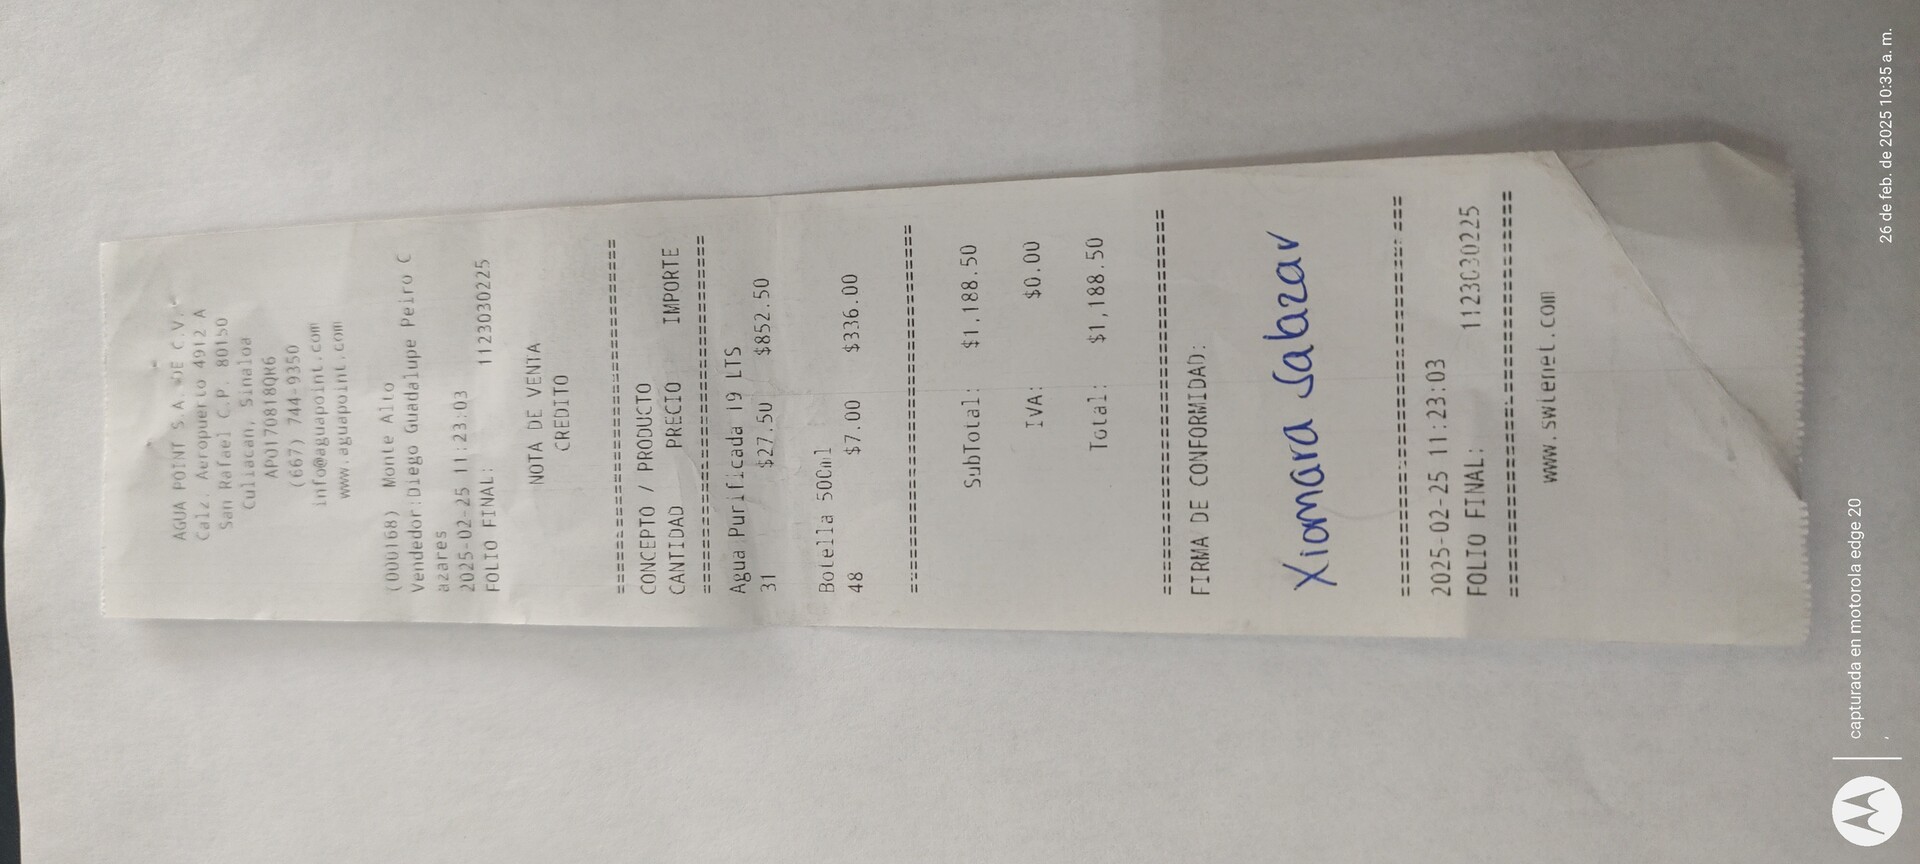 AGUA POINT S.A. DE C.V.
Calz. Aeropuerto 4912 A
San Rafael C.P. 80150
Culiacan, Sinaloa
APO170818QH6
(667) 744-9350
info@aguapoint.com
www.aguapoint.com
(000168) Monte Alto
Vendedor:Diego Guadalupe Peiro C
azares
2025-02-25 11:23:03
FOLIO FINAL: 1123030225
NOTA DE VENTA
CREDITO
================================
CONCEPTO / PRODUCTO
CANTIDAD PRECIO IMPORTE
================================
Agua Purificada 19 LTS
31 $27.50 $852.50
Botella 500ml
48 $7.00 $336.00
================================
SubTotal: $1,188.50
IVA: $0.00
Total: $1,188.50
================================
FIRMA DE CONFORMIDAD:
Xiomara Salazar
================================
2025-02-25 11:23:03
FOLIO FINAL: 1123030225
================================
www.swienet.com
capturada en motorola edge 20
26 de feb. de 2025 10:35 a. m.